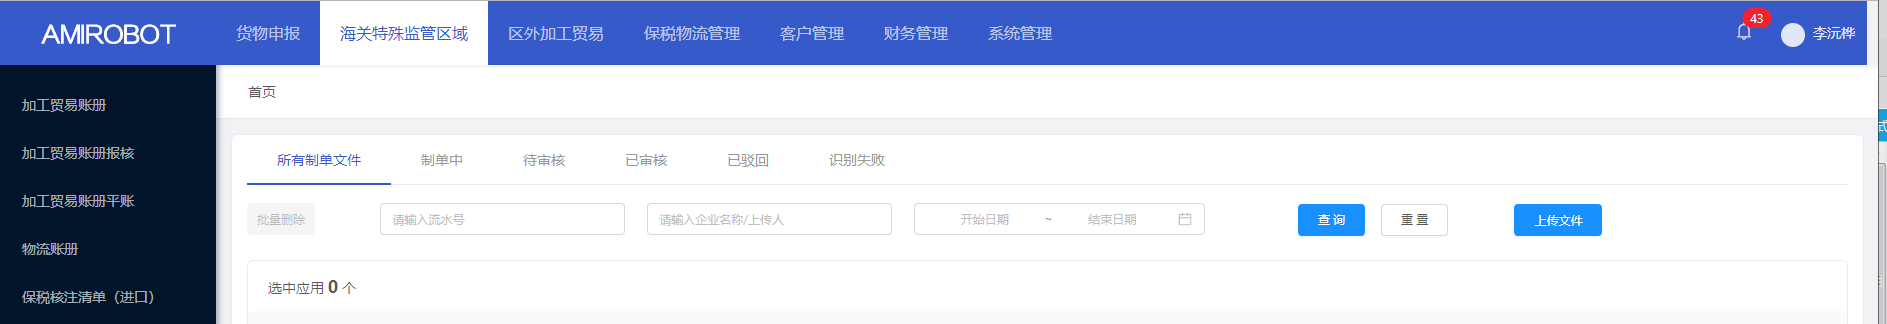 AMIROBOT 货物申报 海关特殊监管区域 区外加工贸易 保税物流管理 客户管理 财务管理 系统管理 43 李沅桦
首页
加工贸易账册
加工贸易账册报核
加工贸易账册平账
物流账册
保税核注清单（进口）
所有制单文件 制单中 待审核 已审核 已驳回 识别失败
批量删除 请输入流水号 请输入企业名称/上传人 开始日期 ~ 结束日期 查 询 重 置 上传文件
选中应用 0 个
式